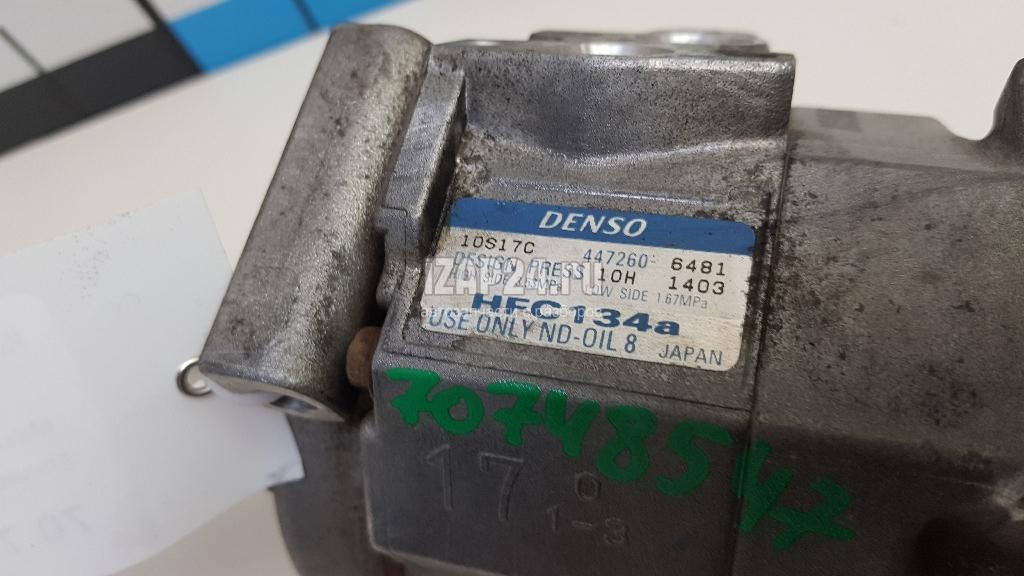 DENSO
10S17C 447260-6481
DESIGN PRESS 10H 1403
LOW SIDE 1.67MPa
HFC134a
USE ONLY ND-OIL 8 JAPAN
70748547
17 0
1-3